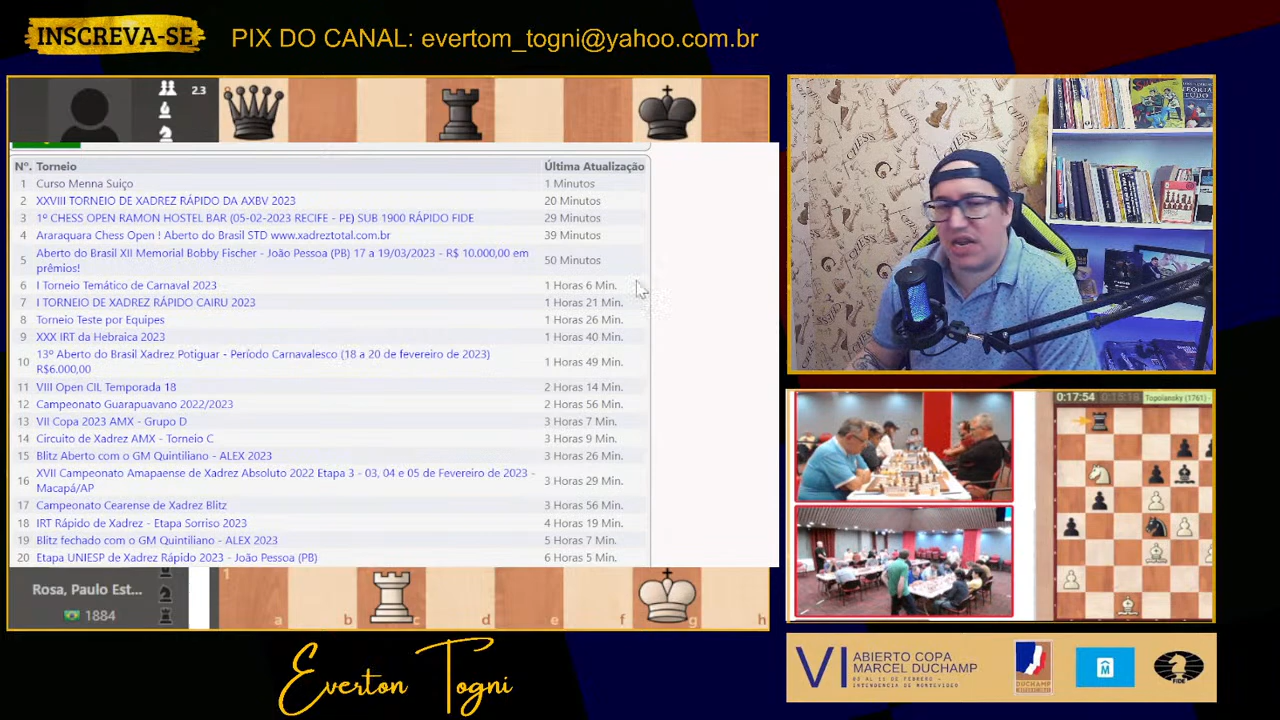 INSCREVA-SE
PIX DO CANAL: evertom_togni@yahoo.com.br
2.3
Nº. Torneio Última Atualização
1 Curso Menna Suiço 1 Minutos
2 XXVIII TORNEIO DE XADREZ RÁPIDO DA AXBV 2023 20 Minutos
3 1º CHESS OPEN RAMON HOSTEL BAR (05-02-2023 RECIFE - PE) SUB 1900 RÁPIDO FIDE 29 Minutos
4 Araraquara Chess Open ! Aberto do Brasil STD www.xadreztotal.com.br 39 Minutos
5 Aberto do Brasil XII Memorial Bobby Fischer - João Pessoa (PB) 17 a 19/03/2023 - R$ 10.000,00 em
prêmios! 50 Minutos
6 I Torneio Temático de Carnaval 2023 1 Horas 6 Min.
7 I TORNEIO DE XADREZ RÁPIDO CAIRU 2023 1 Horas 21 Min.
8 Torneio Teste por Equipes 1 Horas 26 Min.
9 XXX IRT da Hebraica 2023 1 Horas 40 Min.
10 13º Aberto do Brasil Xadrez Potiguar - Período Carnavalesco (18 a 20 de fevereiro de 2023)
R$6.000,00 1 Horas 49 Min.
11 VIII Open CIL Temporada 18 2 Horas 14 Min.
12 Campeonato Guarapuavano 2022/2023 2 Horas 56 Min.
13 VII Copa 2023 AMX - Grupo D 3 Horas 7 Min.
14 Circuito de Xadrez AMX - Torneio C 3 Horas 9 Min.
15 Blitz Aberto com o GM Quintiliano - ALEX 2023 3 Horas 26 Min.
16 XVII Campeonato Amapaense de Xadrez Absoluto 2022 Etapa 3 - 03, 04 e 05 de Fevereiro de 2023 -
Macapá/AP 3 Horas 29 Min.
17 Campeonato Cearense de Xadrez Blitz 3 Horas 56 Min.
18 IRT Rápido de Xadrez - Etapa Sorriso 2023 4 Horas 19 Min.
19 Blitz fechado com o GM Quintiliano - ALEX 2023 5 Horas 7 Min.
20 Etapa UNIESP de Xadrez Rápido 2023 - João Pessoa (PB) 6 Horas 5 Min.
Rosa, Paulo Est...
1884
1
a b c d e f g h
Everton Togni
CHESS
0:17:54 Topolansky (1761) -
VI
ABIERTO COPA
MARCEL DUCHAMP
INTENDENCIA DE MONTEVIDEO
DUCHAMP
M
FIDE